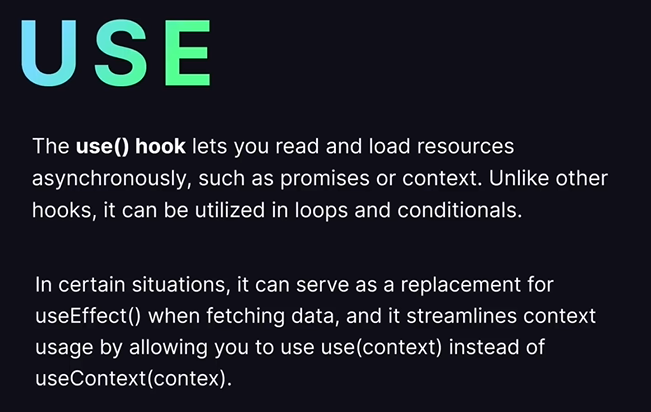 USE
The use() hook lets you read and load resources
asynchronously, such as promises or context. Unlike other
hooks, it can be utilized in loops and conditionals.
In certain situations, it can serve as a replacement for
useEffect() when fetching data, and it streamlines context
usage by allowing you to use use(context) instead of
useContext(contex).